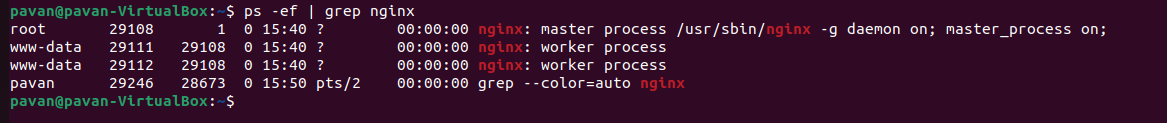 pavan@pavan-VirtualBox:~$ ps -ef | grep nginx
root       29108       1  0 15:40 ?        00:00:00 nginx: master process /usr/sbin/nginx -g daemon on; master_process on;
www-data   29111   29108  0 15:40 ?        00:00:00 nginx: worker process
www-data   29112   29108  0 15:40 ?        00:00:00 nginx: worker process
pavan      29246   28673  0 15:50 pts/2    00:00:00 grep --color=auto nginx
pavan@pavan-VirtualBox:~$